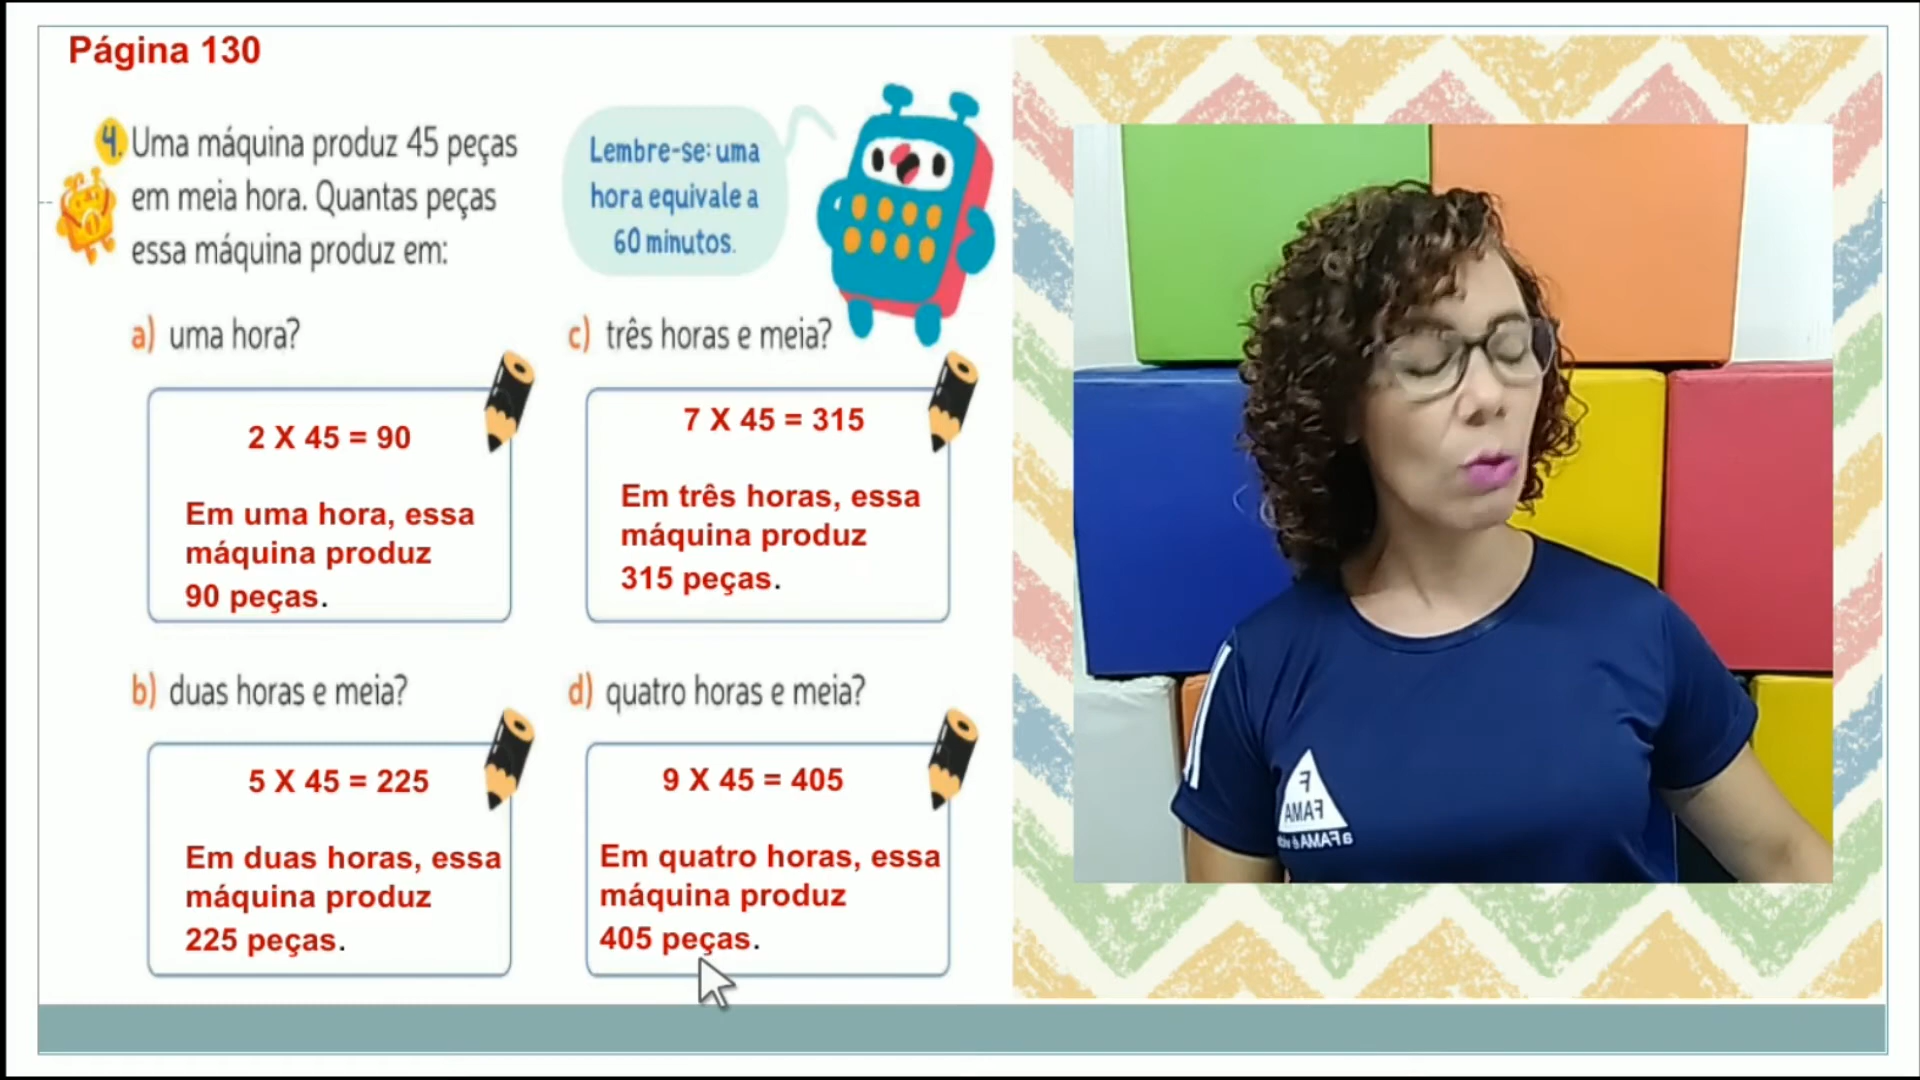 Página 130
4. Uma máquina produz 45 peças
em meia hora. Quantas peças
essa máquina produz em:
Lembre-se: uma
hora equivale a
60 minutos.
a) uma hora?
2 X 45 = 90
Em uma hora, essa
máquina produz
90 peças.
b) duas horas e meia?
5 X 45 = 225
Em duas horas, essa
máquina produz
225 peças.
c) três horas e meia?
7 X 45 = 315
Em três horas, essa
máquina produz
315 peças.
d) quatro horas e meia?
9 X 45 = 405
Em quatro horas, essa
máquina produz
405 peças.
F
FAMA
a FAMA é